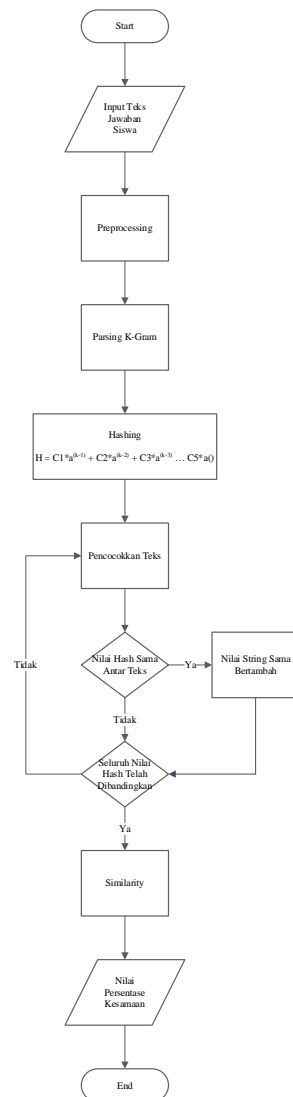 Start
Input Teks
Jawaban
Siswa
Preprocessing
Parsing K-Gram
Hashing
H = C1*a^(k-1) + C2*a^(k-2) + C3*a^(k-3) … C5*a()
Pencocokkan Teks
Nilai Hash Sama
Antar Teks
Ya
Nilai String Sama
Bertambah
Tidak
Tidak
Seluruh Nilai
Hash Telah
Dibandingkan
Ya
Similarity
Nilai
Persentase
Kesamaan
End